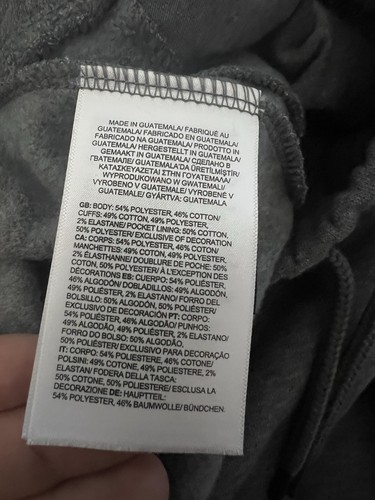 MADE IN GUATEMALA/ FABRIQUÉ AU
GUATEMALA/ FABRICADO EN GUATEMALA/
FABRICADO NA GUATEMALA/ PRODOTTO IN
GUATEMALA/ HERGESTELLT IN GUATEMALA/
GEMAAKT IN GUATEMALA/ СДЕЛАНО В
ГВАТЕМАЛЕ/ GUATEMALA'DA ÜRETİLMİŞTİR/
ΚΑΤΑΣΚΕΥΑΖΕΤΑΙ ΣΤΗΝ ΓΟΥΑΤΕΜΑΛΑ/
WYPRODUKOWANO W GWATEMALI/
VYROBENO V GUATEMALE/ VYROBENÉ V
GUATEMALE/ GYÁRTVA: GUATEMALA
GB: BODY: 54% POLYESTER, 46% COTTON/
CUFFS: 49% COTTON, 49% POLYESTER,
2% ELASTANE/ POCKET LINING: 50% COTTON,
50% POLYESTER/ EXCLUSIVE OF DECORATION
CA: CORPS: 54% POLYESTER, 46% COTON/
MANCHETTES: 49% COTON, 49% POLYESTER,
2% ÉLASTHANNE/ DOUBLURE DE POCHE: 50%
COTON, 50% POLYESTER/ À L'EXCEPTION DES
DÉCORATIONS ES: CUERPO: 54% POLIÉSTER,
46% ALGODÓN/ DOBLADILLOS: 49% ALGODÓN,
49% POLIÉSTER, 2% ELASTANO/ FORRO DEL
BOLSILLO: 50% ALGODÓN, 50% POLIÉSTER/
EXCLUSIVO DE DECORACIÓN PT: CORPO:
54% POLIÉSTER, 46% ALGODÃO/ PUNHOS:
49% ALGODÃO, 49% POLIÉSTER, 2% ELASTANO/
FORRO DO BOLSO: 50% ALGODÃO,
50% POLIÉSTER/ EXCLUSIVO PARA DECORAÇÃO
IT: CORPO: 54% POLIESTERE, 46% COTONE/
POLSINI: 49% COTONE, 49% POLIESTERE, 2%
ELASTAN/ FODERA DELLA TASCA:
50% COTONE, 50% POLIESTERE/ ESCLUSA LA
DECORAZIONE DE: HAUPTTEIL:
54% POLYESTER, 46% BAUMWOLLE/ BÜNDCHEN: